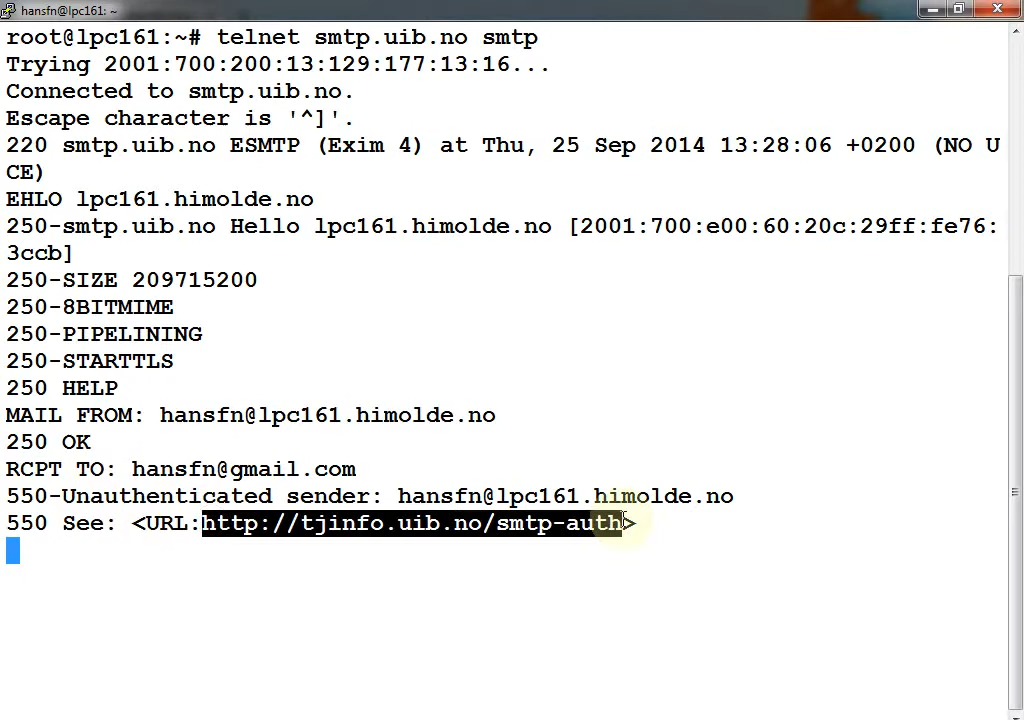 hansfn@lpc161: ~
root@lpc161:~# telnet smtp.uib.no smtp
Trying 2001:700:200:13:129:177:13:16...
Connected to smtp.uib.no.
Escape character is '^]'.
220 smtp.uib.no ESMTP (Exim 4) at Thu, 25 Sep 2014 13:28:06 +0200 (NO U
CE)
EHLO lpc161.himolde.no
250-smtp.uib.no Hello lpc161.himolde.no [2001:700:e00:60:20c:29ff:fe76:
3ccb]
250-SIZE 209715200
250-8BITMIME
250-PIPELINING
250-STARTTLS
250 HELP
MAIL FROM: hansfn@lpc161.himolde.no
250 OK
RCPT TO: hansfn@gmail.com
550-Unauthenticated sender: hansfn@lpc161.himolde.no
550 See: <URL:http://tjinfo.uib.no/smtp-auth>